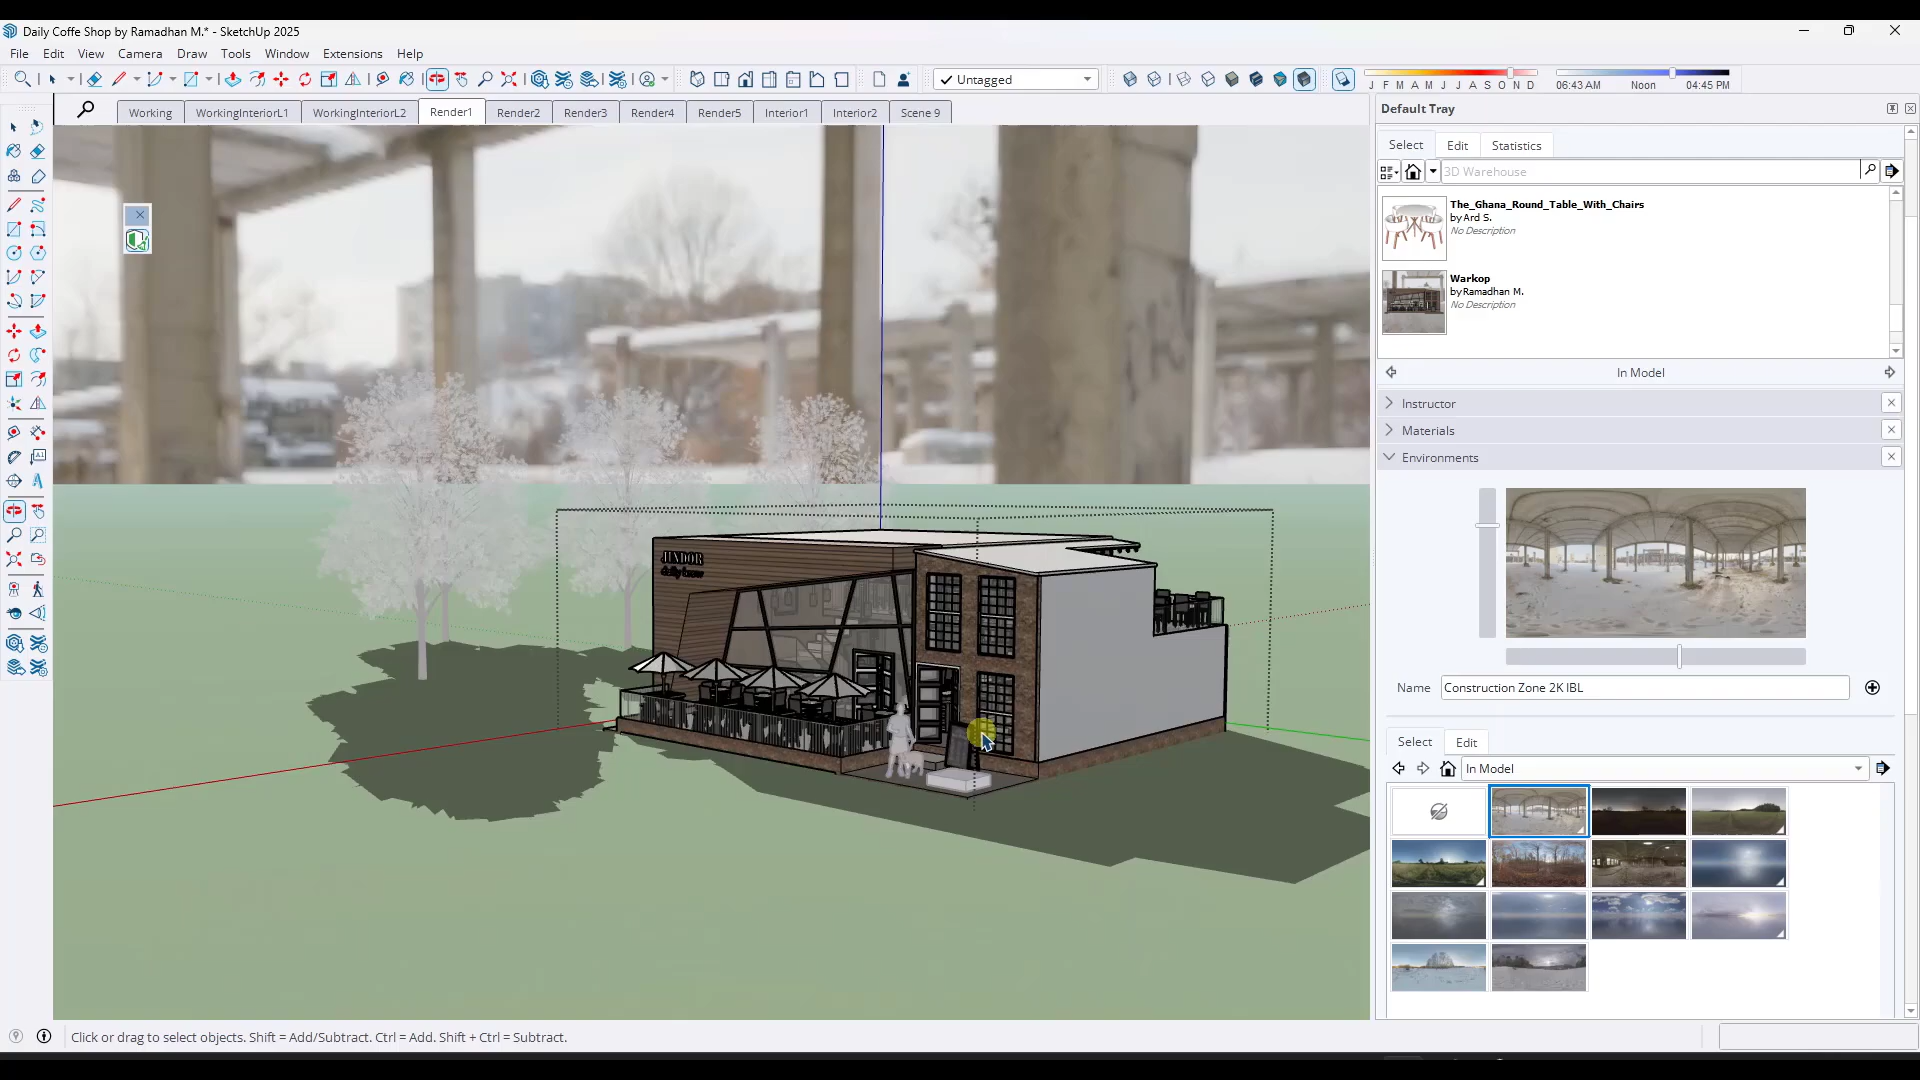 Daily Coffe Shop by Ramadhan M.* - SketchUp 2025
File Edit View Camera Draw Tools Window Extensions Help
Untagged
J F M A M J J A S O N D
06:43 AM Noon 04:45 PM
Working WorkingInteriorL1 WorkingInteriorL2 Render1 Render2 Render3 Render4 Render5 Interior1 Interior2 Scene 9
Default Tray
Select Edit Statistics
3D Warehouse
The_Ghana_Round_Table_With_Chairs
by Ard S.
No Description
Warkop
by Ramadhan M.
No Description
In Model
Instructor
Materials
Environments
Name Construction Zone 2K IBL
Select Edit
In Model
JINDOR
daily brew
Click or drag to select objects. Shift = Add/Subtract. Ctrl = Add. Shift + Ctrl = Subtract.